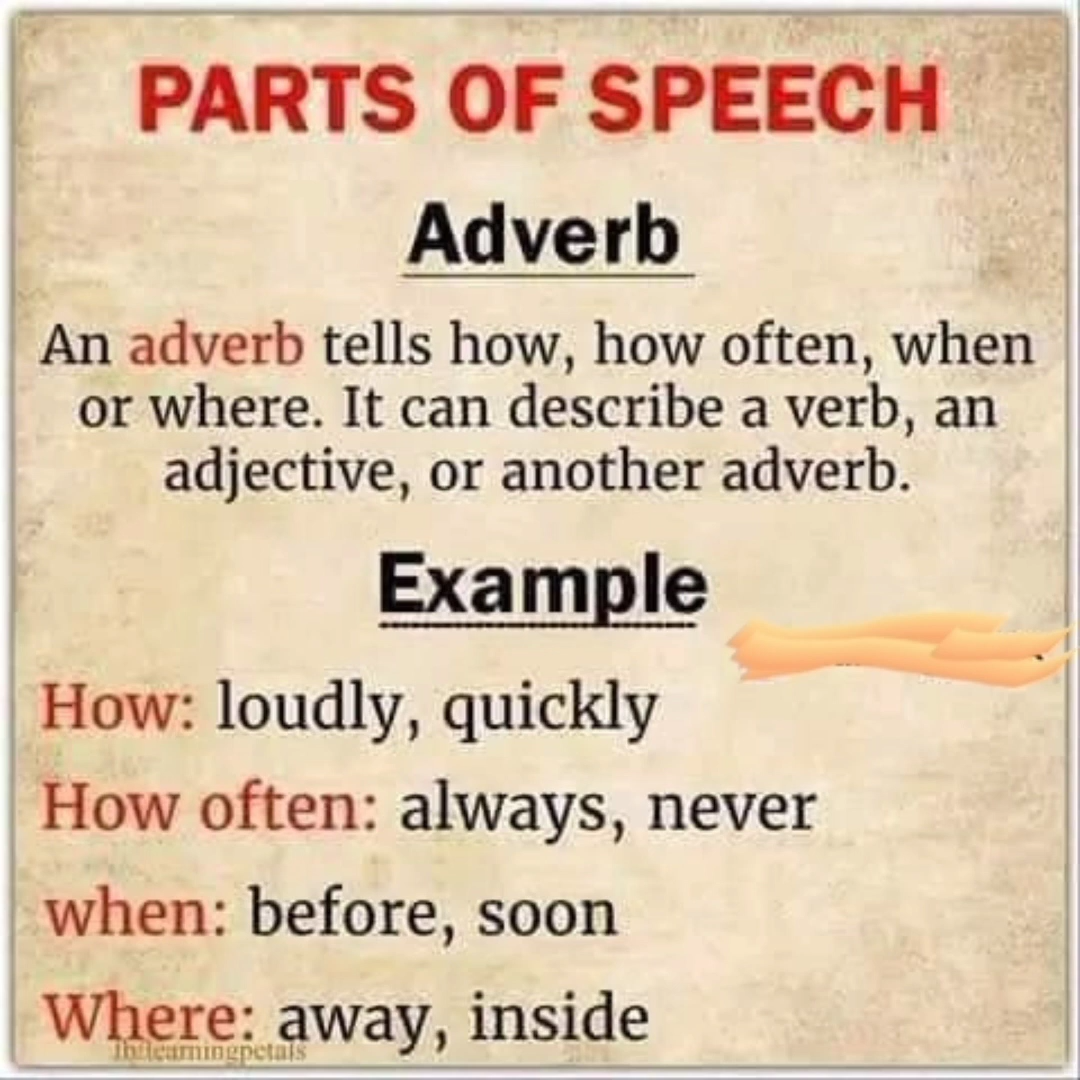 PARTS OF SPEECH
Adverb
An adverb tells how, how often, when
or where. It can describe a verb, an
adjective, or another adverb.
Example
How: loudly, quickly
How often: always, never
when: before, soon
Where: away, inside
learningpetals